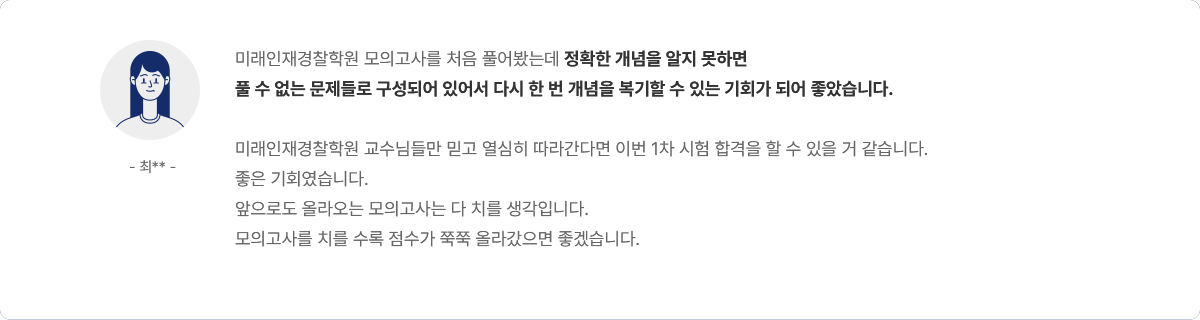 미래인재경찰학원 모의고사를 처음 풀어봤는데 정확한 개념을 알지 못하면
풀 수 없는 문제들로 구성되어 있어서 다시 한 번 개념을 복기할 수 있는 기회가 되어 좋았습니다.
미래인재경찰학원 교수님들만 믿고 열심히 따라간다면 이번 1차 시험 합격을 할 수 있을 거 같습니다.
좋은 기회였습니다.
앞으로도 올라오는 모의고사는 다 치를 생각입니다.
모의고사를 치를 수록 점수가 쭉쭉 올라갔으면 좋겠습니다.
- 최** -